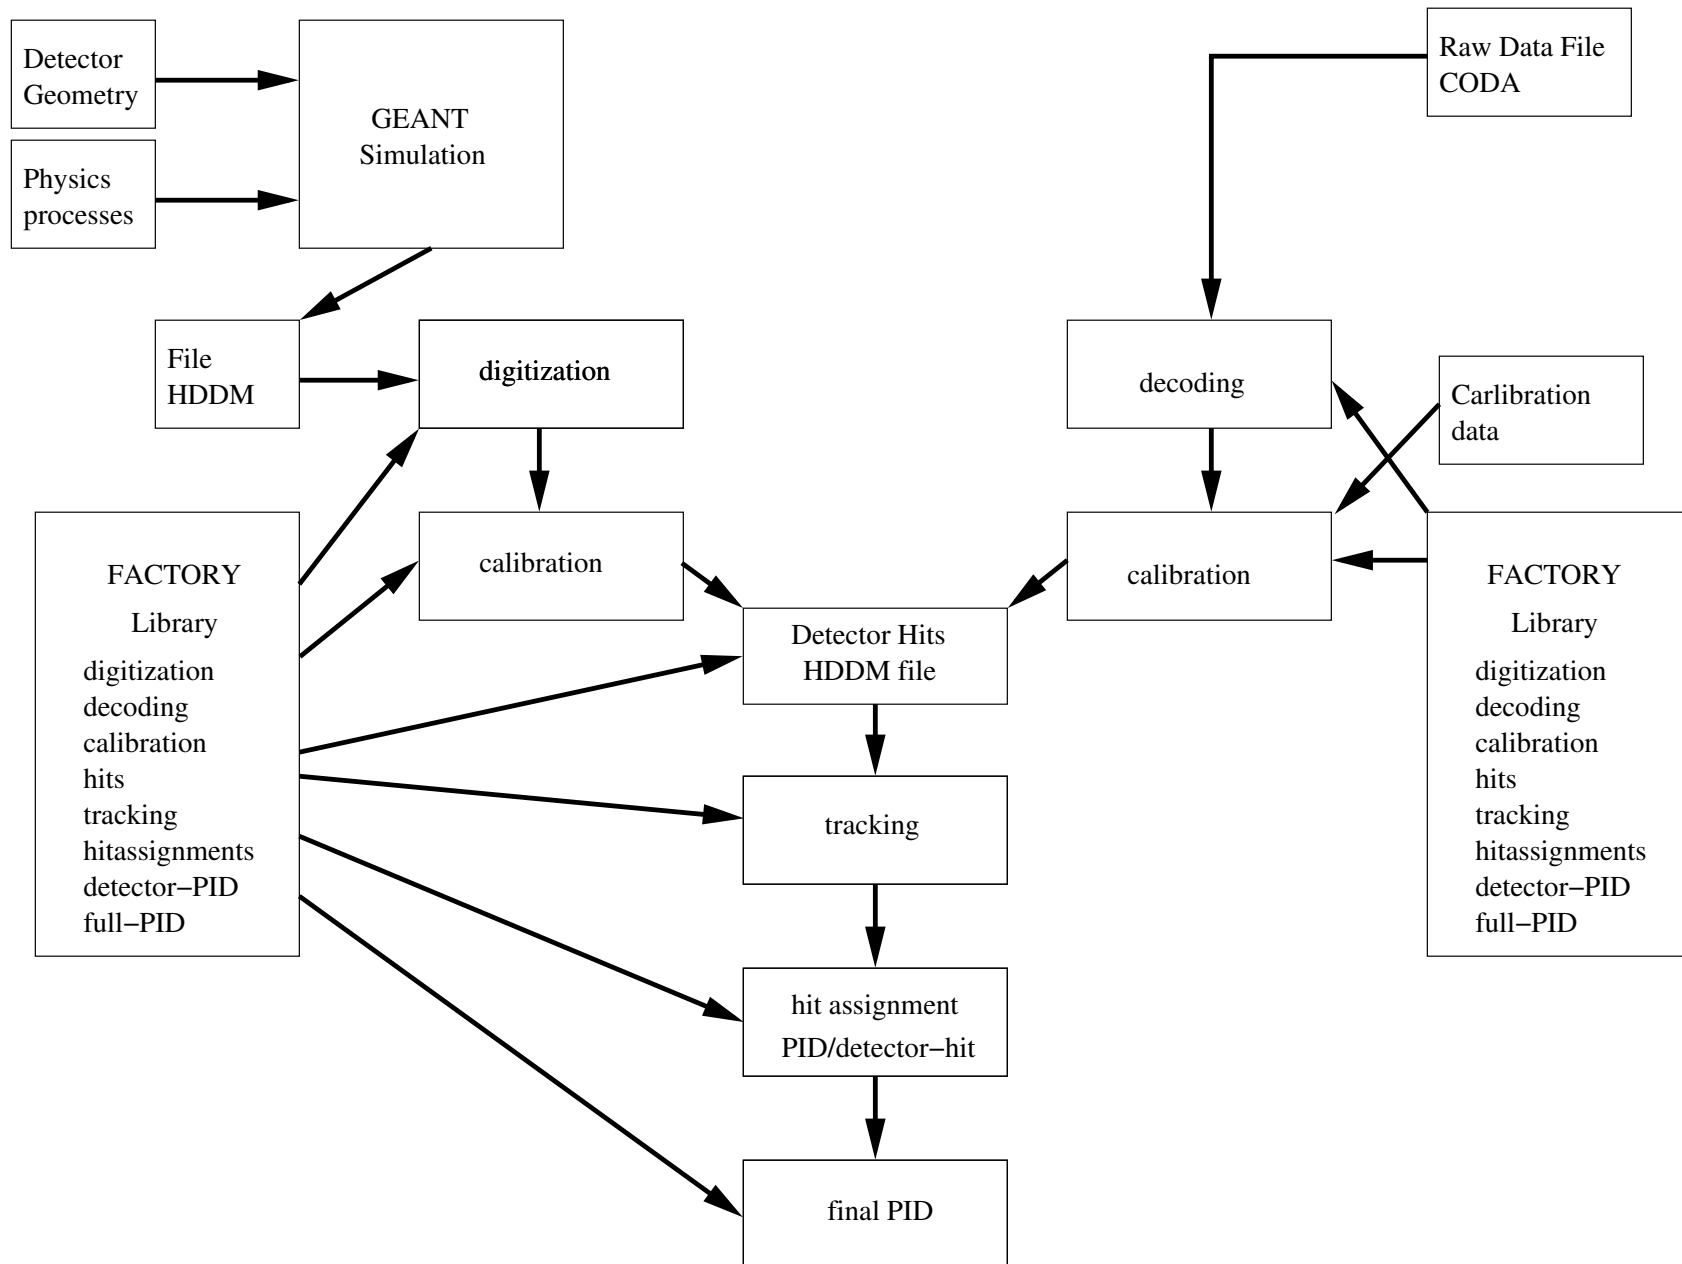 Detector
Geometry
Physics
processes
GEANT
Simulation
Raw Data File
CODA
File
HDDM
digitization
decoding
Carlibration
data
calibration
calibration
FACTORY
Library
digitization
decoding
calibration
hits
tracking
hitassignments
detector−PID
full−PID
Detector Hits
HDDM file
tracking
hit assignment
PID/detector−hit
final PID
FACTORY
Library
digitization
decoding
calibration
hits
tracking
hitassignments
detector−PID
full−PID